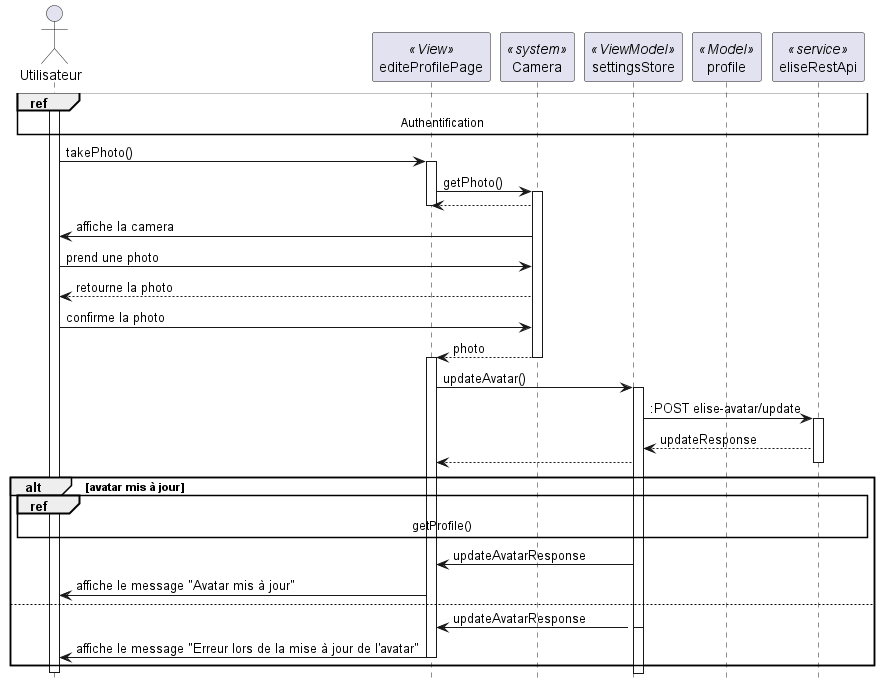 Utilisateur
«View»
editeProfilePage
«system»
Camera
«ViewModel»
settingsStore
«Model»
profile
«service»
eliseRestApi
ref
Authentification
takePhoto()
getPhoto()
affiche la camera
prend une photo
retourne la photo
confirme la photo
photo
updateAvatar()
:POST elise-avatar/update
updateResponse
alt [avatar mis à jour]
ref
getProfile()
updateAvatarResponse
affiche le message "Avatar mis à jour"
updateAvatarResponse
affiche le message "Erreur lors de la mise à jour de l'avatar"